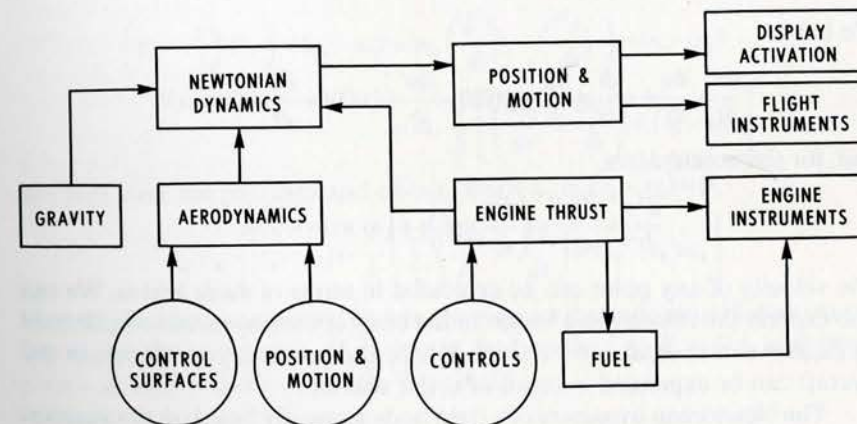 DISPLAY
ACTIVATION
NEWTONIAN
DYNAMICS
POSITION &
MOTION
FLIGHT
INSTRUMENTS
GRAVITY
AERODYNAMICS
ENGINE THRUST
ENGINE
INSTRUMENTS
CONTROL
SURFACES
POSITION &
MOTION
CONTROLS
FUEL